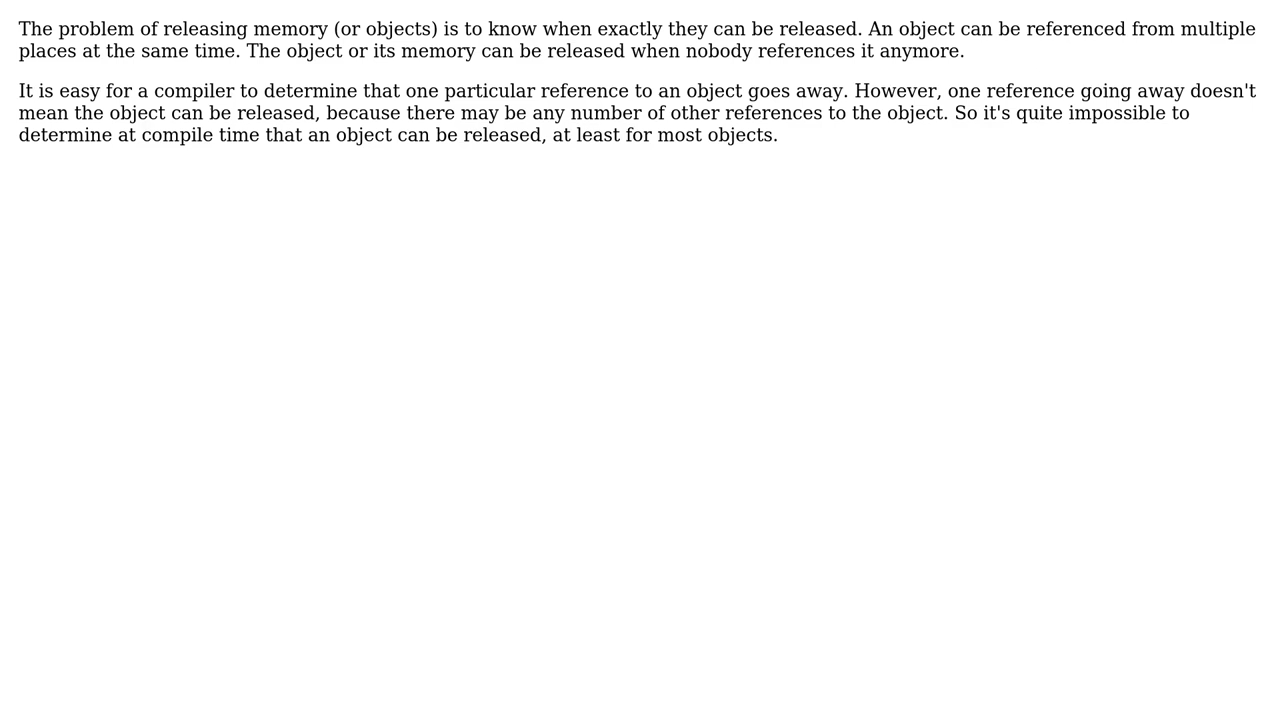 The problem of releasing memory (or objects) is to know when exactly they can be released. An object can be referenced from multiple
places at the same time. The object or its memory can be released when nobody references it anymore.
It is easy for a compiler to determine that one particular reference to an object goes away. However, one reference going away doesn't
mean the object can be released, because there may be any number of other references to the object. So it's quite impossible to
determine at compile time that an object can be released, at least for most objects.